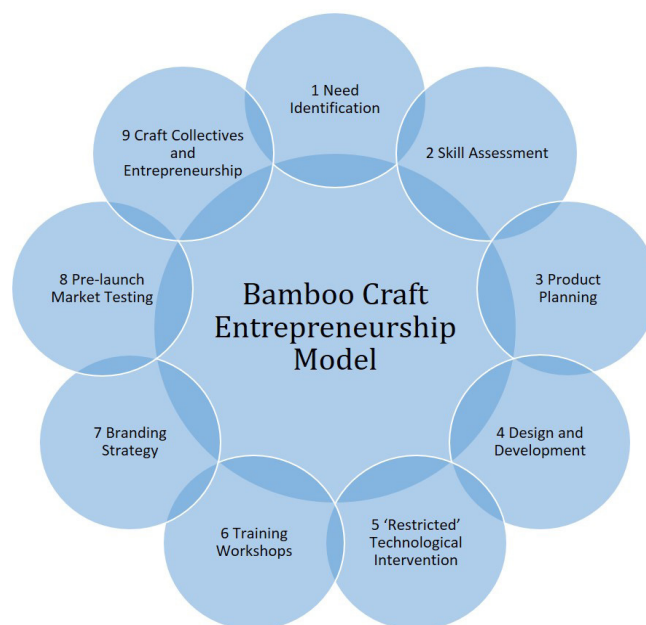 1 Need
Identification
2 Skill Assessment
3 Product
Planning
4 Design and
Development
5 ‘Restricted’
Technological
Intervention
6 Training
Workshops
7 Branding
Strategy
8 Pre-launch
Market Testing
9 Craft Collectives
and
Entrepreneurship
Bamboo Craft
Entrepreneurship
Model